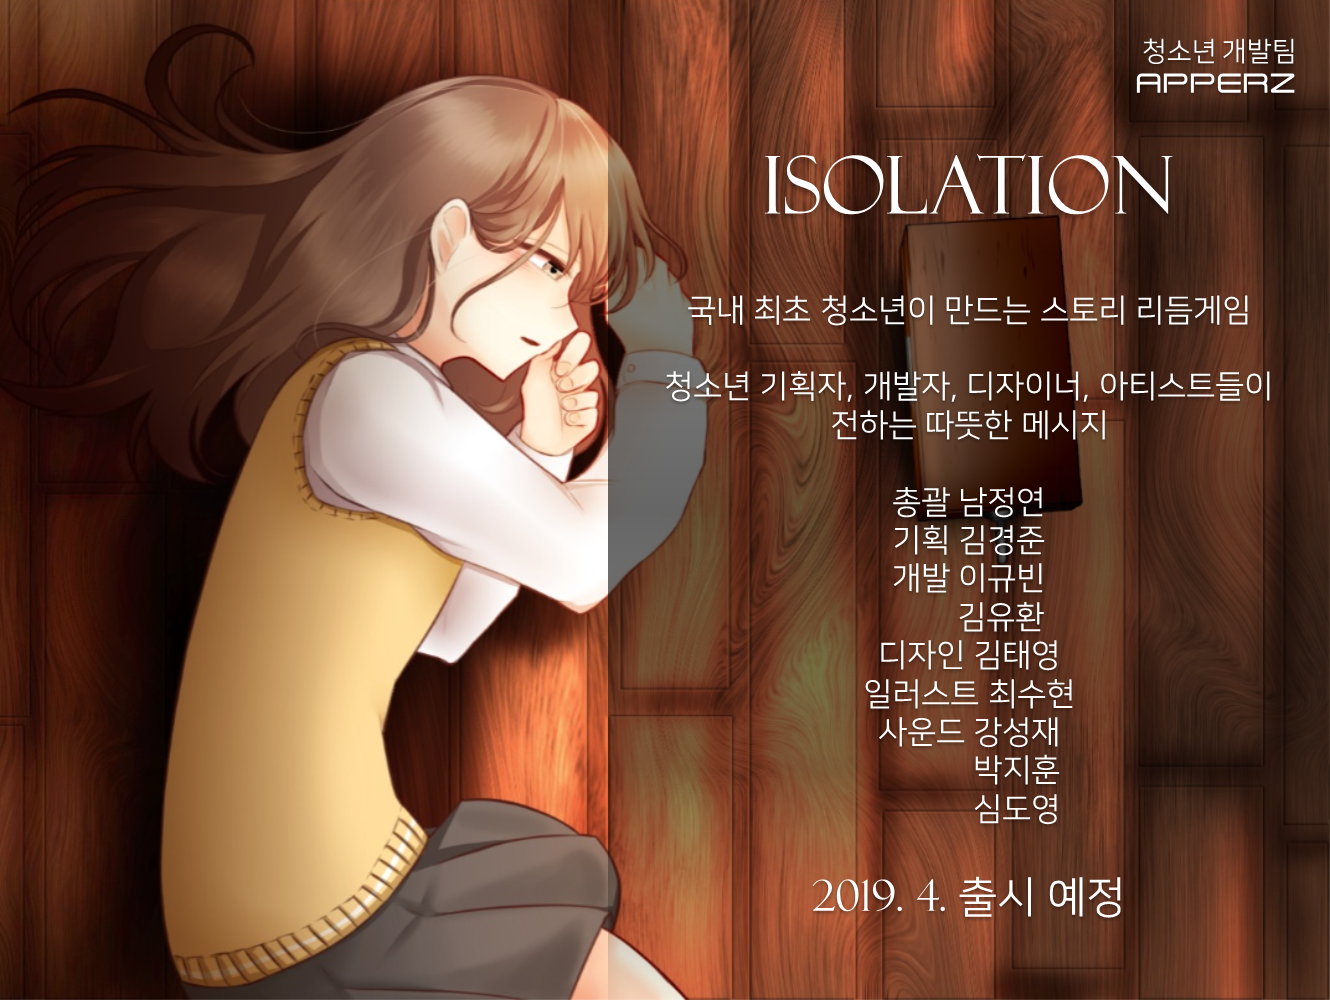 청소년 개발팀
APPERZ
ISOLATION
국내 최초 청소년이 만드는 스토리 리듬게임
청소년 기획자, 개발자, 디자이너, 아티스트들이
전하는 따뜻한 메시지
총괄 남정연
기획 김경준
개발 이규빈
김유환
디자인 김태영
일러스트 최수현
사운드 강성재
박지훈
심도영
2019. 4. 출시 예정